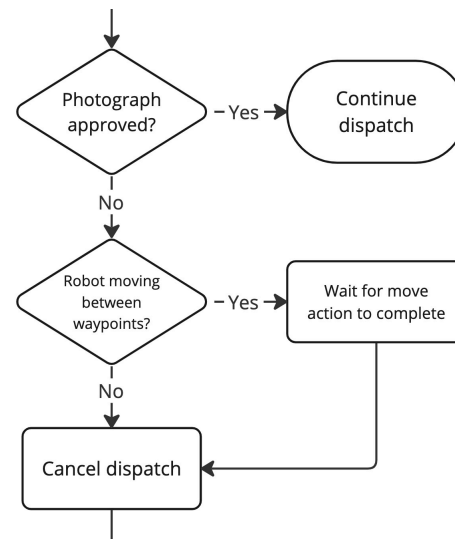 Photograph
approved?
Yes
Continue
dispatch
No
Robot moving
between
waypoints?
Yes
Wait for move
action to complete
No
Cancel dispatch